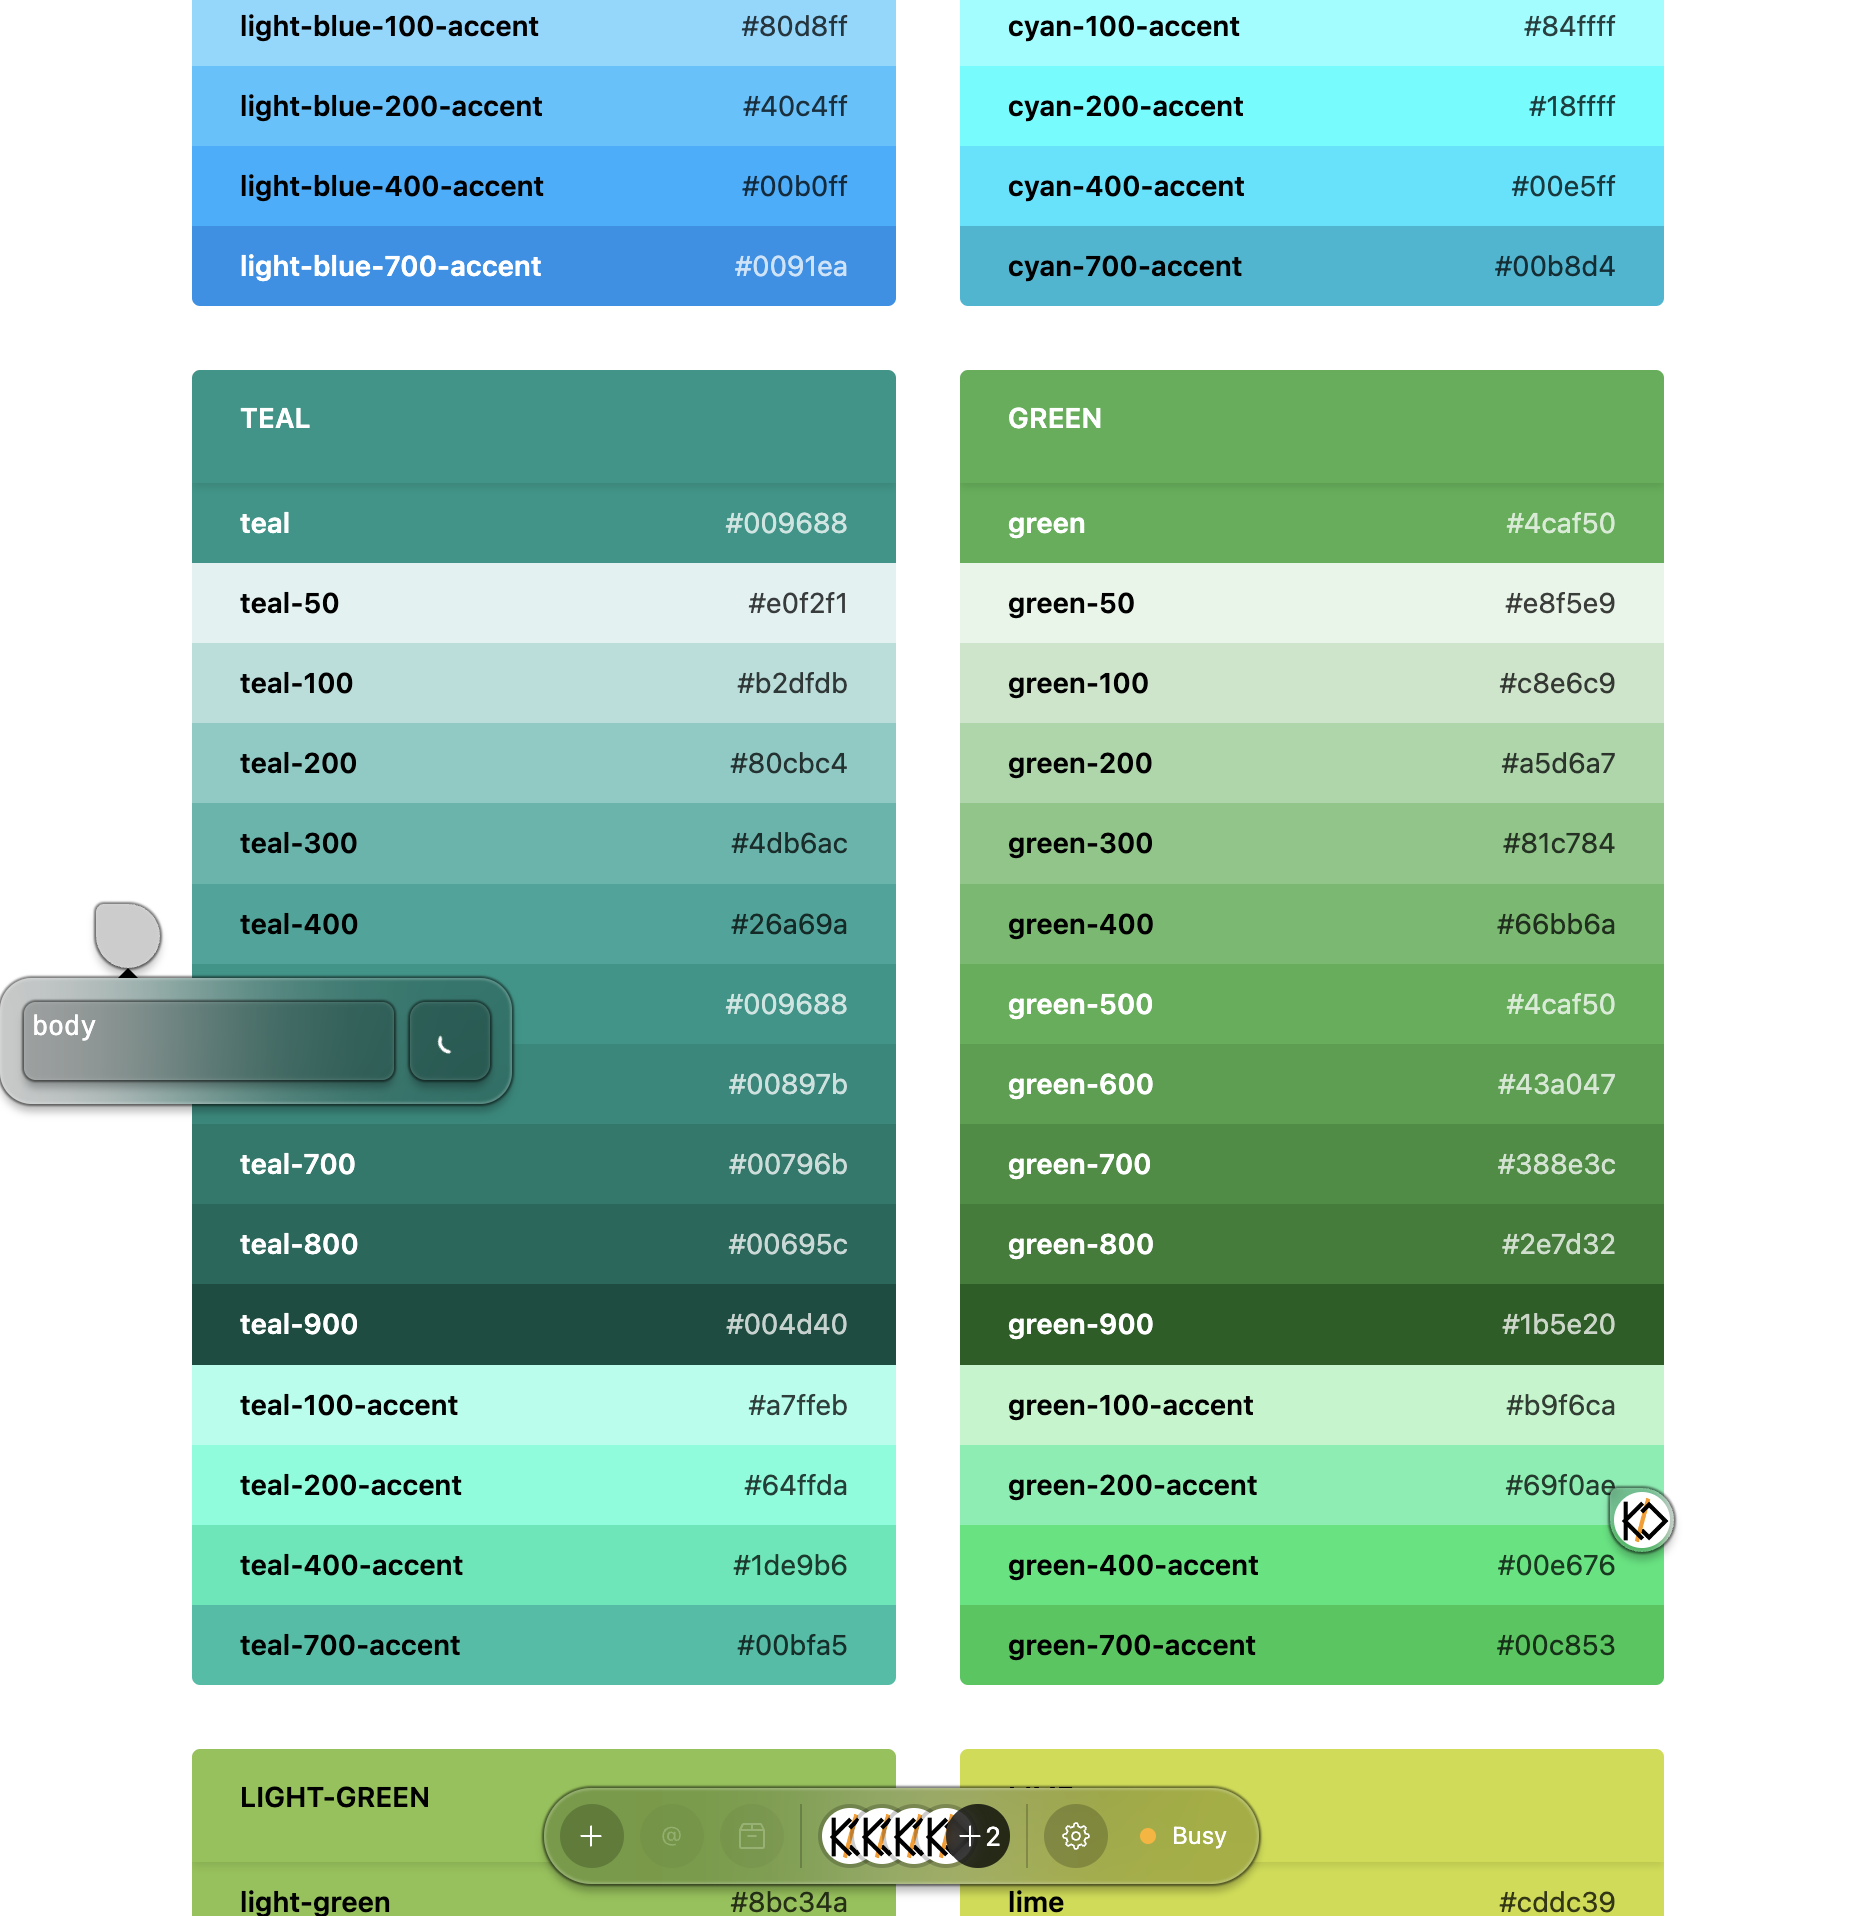 light-blue-100-accent #80d8ff
light-blue-200-accent #40c4ff
light-blue-400-accent #00b0ff
light-blue-700-accent #0091ea
cyan-100-accent #84ffff
cyan-200-accent #18ffff
cyan-400-accent #00e5ff
cyan-700-accent #00b8d4
TEAL
teal #009688
teal-50 #e0f2f1
teal-100 #b2dfdb
teal-200 #80cbc4
teal-300 #4db6ac
teal-400 #26a69a
#009688
body
#00897b
teal-700 #00796b
teal-800 #00695c
teal-900 #004d40
teal-100-accent #a7ffeb
teal-200-accent #64ffda
teal-400-accent #1de9b6
teal-700-accent #00bfa5
GREEN
green #4caf50
green-50 #e8f5e9
green-100 #c8e6c9
green-200 #a5d6a7
green-300 #81c784
green-400 #66bb6a
green-500 #4caf50
green-600 #43a047
green-700 #388e3c
green-800 #2e7d32
green-900 #1b5e20
green-100-accent #b9f6ca
green-200-accent #69f0ae
green-400-accent #00e676
green-700-accent #00c853
LIGHT-GREEN
light-green #8bc34a
lime #cddc39
+ @ +2 Busy